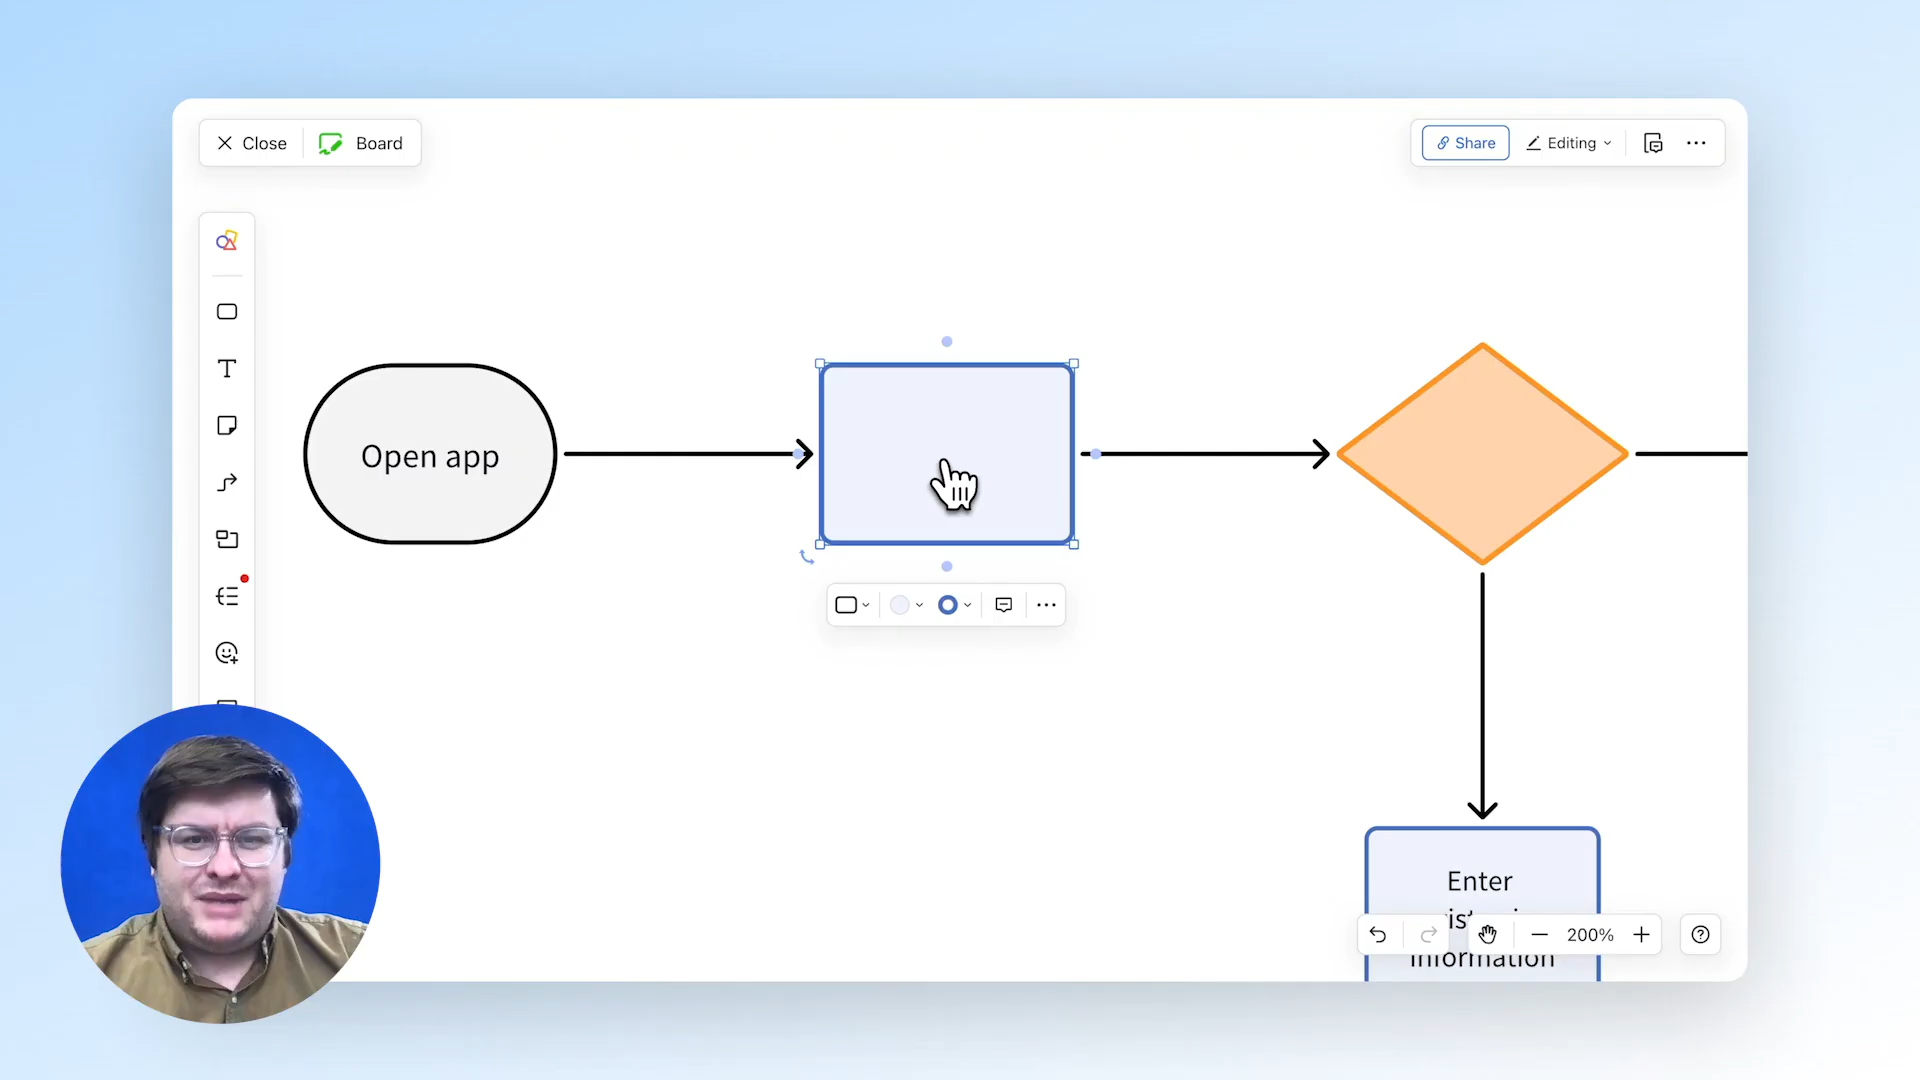 Close
Board
Share
Editing
Open app
Enter
information
200%